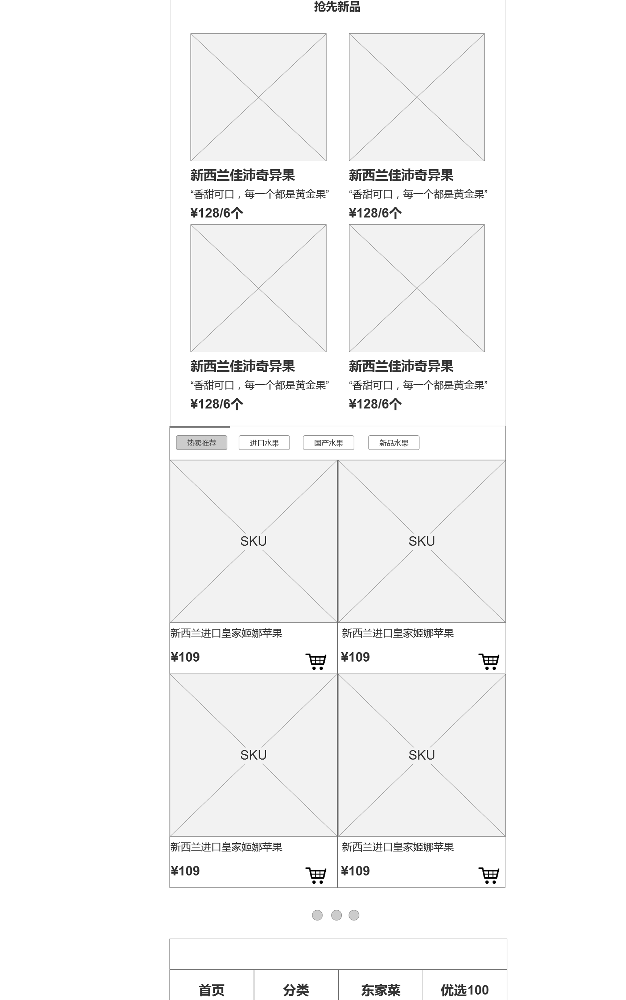 抢先新品
新西兰佳沛奇异果 新西兰佳沛奇异果
“香甜可口，每一个都是黄金果” “香甜可口，每一个都是黄金果”
¥128/6个 ¥128/6个
新西兰佳沛奇异果 新西兰佳沛奇异果
“香甜可口，每一个都是黄金果” “香甜可口，每一个都是黄金果”
¥128/6个 ¥128/6个
热卖推荐 进口水果 国产水果 新品水果
SKU SKU
新西兰进口皇家姬娜苹果 新西兰进口皇家姬娜苹果
¥109 ¥109
SKU SKU
新西兰进口皇家姬娜苹果 新西兰进口皇家姬娜苹果
¥109 ¥109
首页 分类 东家菜 优选100